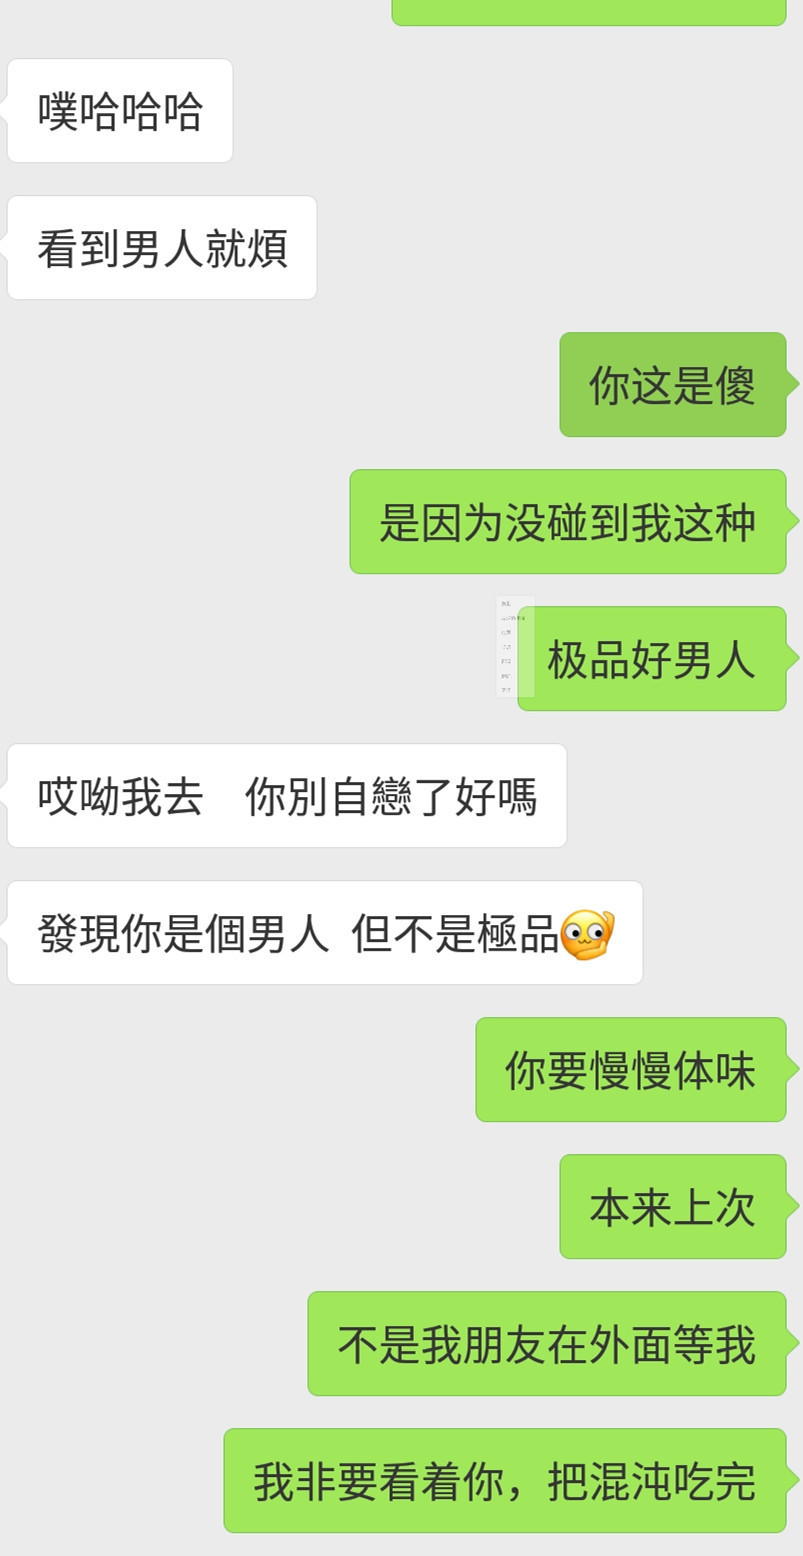 噗哈哈哈
看到男人就煩
你这是傻
是因为没碰到我这种
极品好男人
哎呦我去 你別自戀了好嗎
發現你是個男人 但不是極品
你要慢慢体味
本来上次
不是我朋友在外面等我
我非要看着你，把混沌吃完